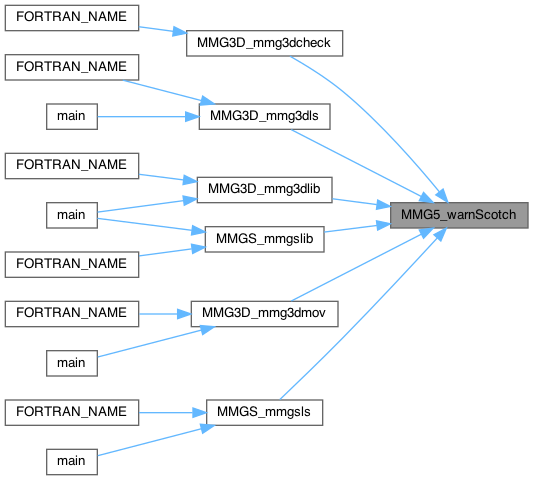 FORTRAN_NAME
MMG3D_mmg3dcheck
FORTRAN_NAME
main
MMG3D_mmg3dls
FORTRAN_NAME
MMG3D_mmg3dlib
main
MMG5_warnScotch
MMGS_mmgslib
FORTRAN_NAME
FORTRAN_NAME
MMG3D_mmg3dmov
main
FORTRAN_NAME
MMGS_mmgsls
main